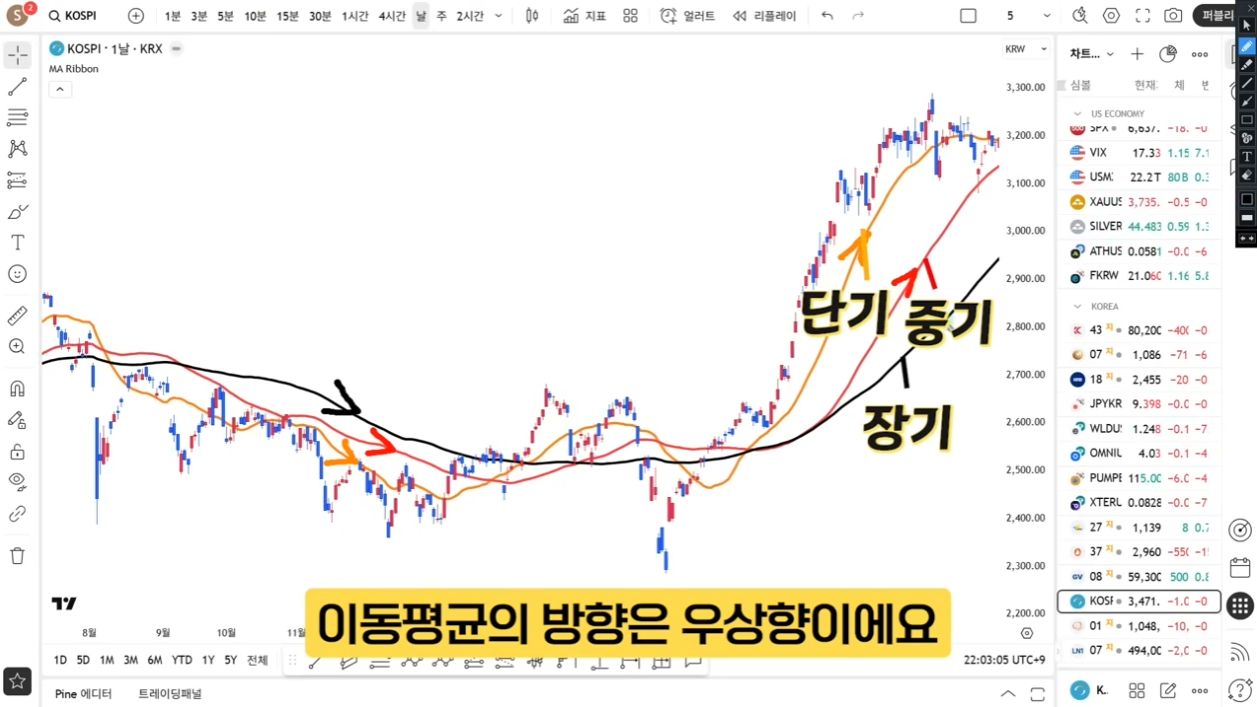 S 2 KOSPI 1분 3분 5분 10분 15분 30분 1시간 4시간 날 주 2시간 지표 얼러트 리플레이 5 퍼블리
KOSPI · 1날 · KRX
KRW
차트...
MA Ribbon
심볼 현재: 체
3,300.00
US ECONOMY
3,200.00
SPX 6,637. −18. −0
VIX 17.33 1.15 7.1
3,100.00
USM: 22.2T 80B 0.3
XAUUS 3,735. −0.5 −0
3,000.00
SILVER 44.483 0.59 1.3
ATHUS 0.0581 −0.0 −6
2,900.00
FKRW 21.060 1.16 5.8
단기 중기
KOREA
2,800.00
43 지 80,200 −400 −0
07 지 1,086 −71 −6
2,700.00
18 지 2,455 −20 −0
JPYKR 9.398 −0.0 −0
2,600.00
장기
WLDU: 1.248 −0.1 −7
OMNIL 4.03 −0.1 −4
2,500.00
PUMPE 115.00 −6.0 −4
XTERL 0.0828 −0.0 −7
2,400.00
27 지 1,139 8 0.7
37 지 2,960 −550 −1
2,300.00
GV 08 지 59,300 500 0.8
KOSF 3,471. −1.0 −0
2,200.00
01 지 1,048, −10, −0
8월 9월 10월 11
이동평균의 방향은 우상향이에요
LNT 07 지 494,00 −2,0 −0
1D 5D 1M 3M 6M YTD 1Y 5Y 전체
22:03:05 UTC+9
Pine 에디터 트레이딩패널
K..